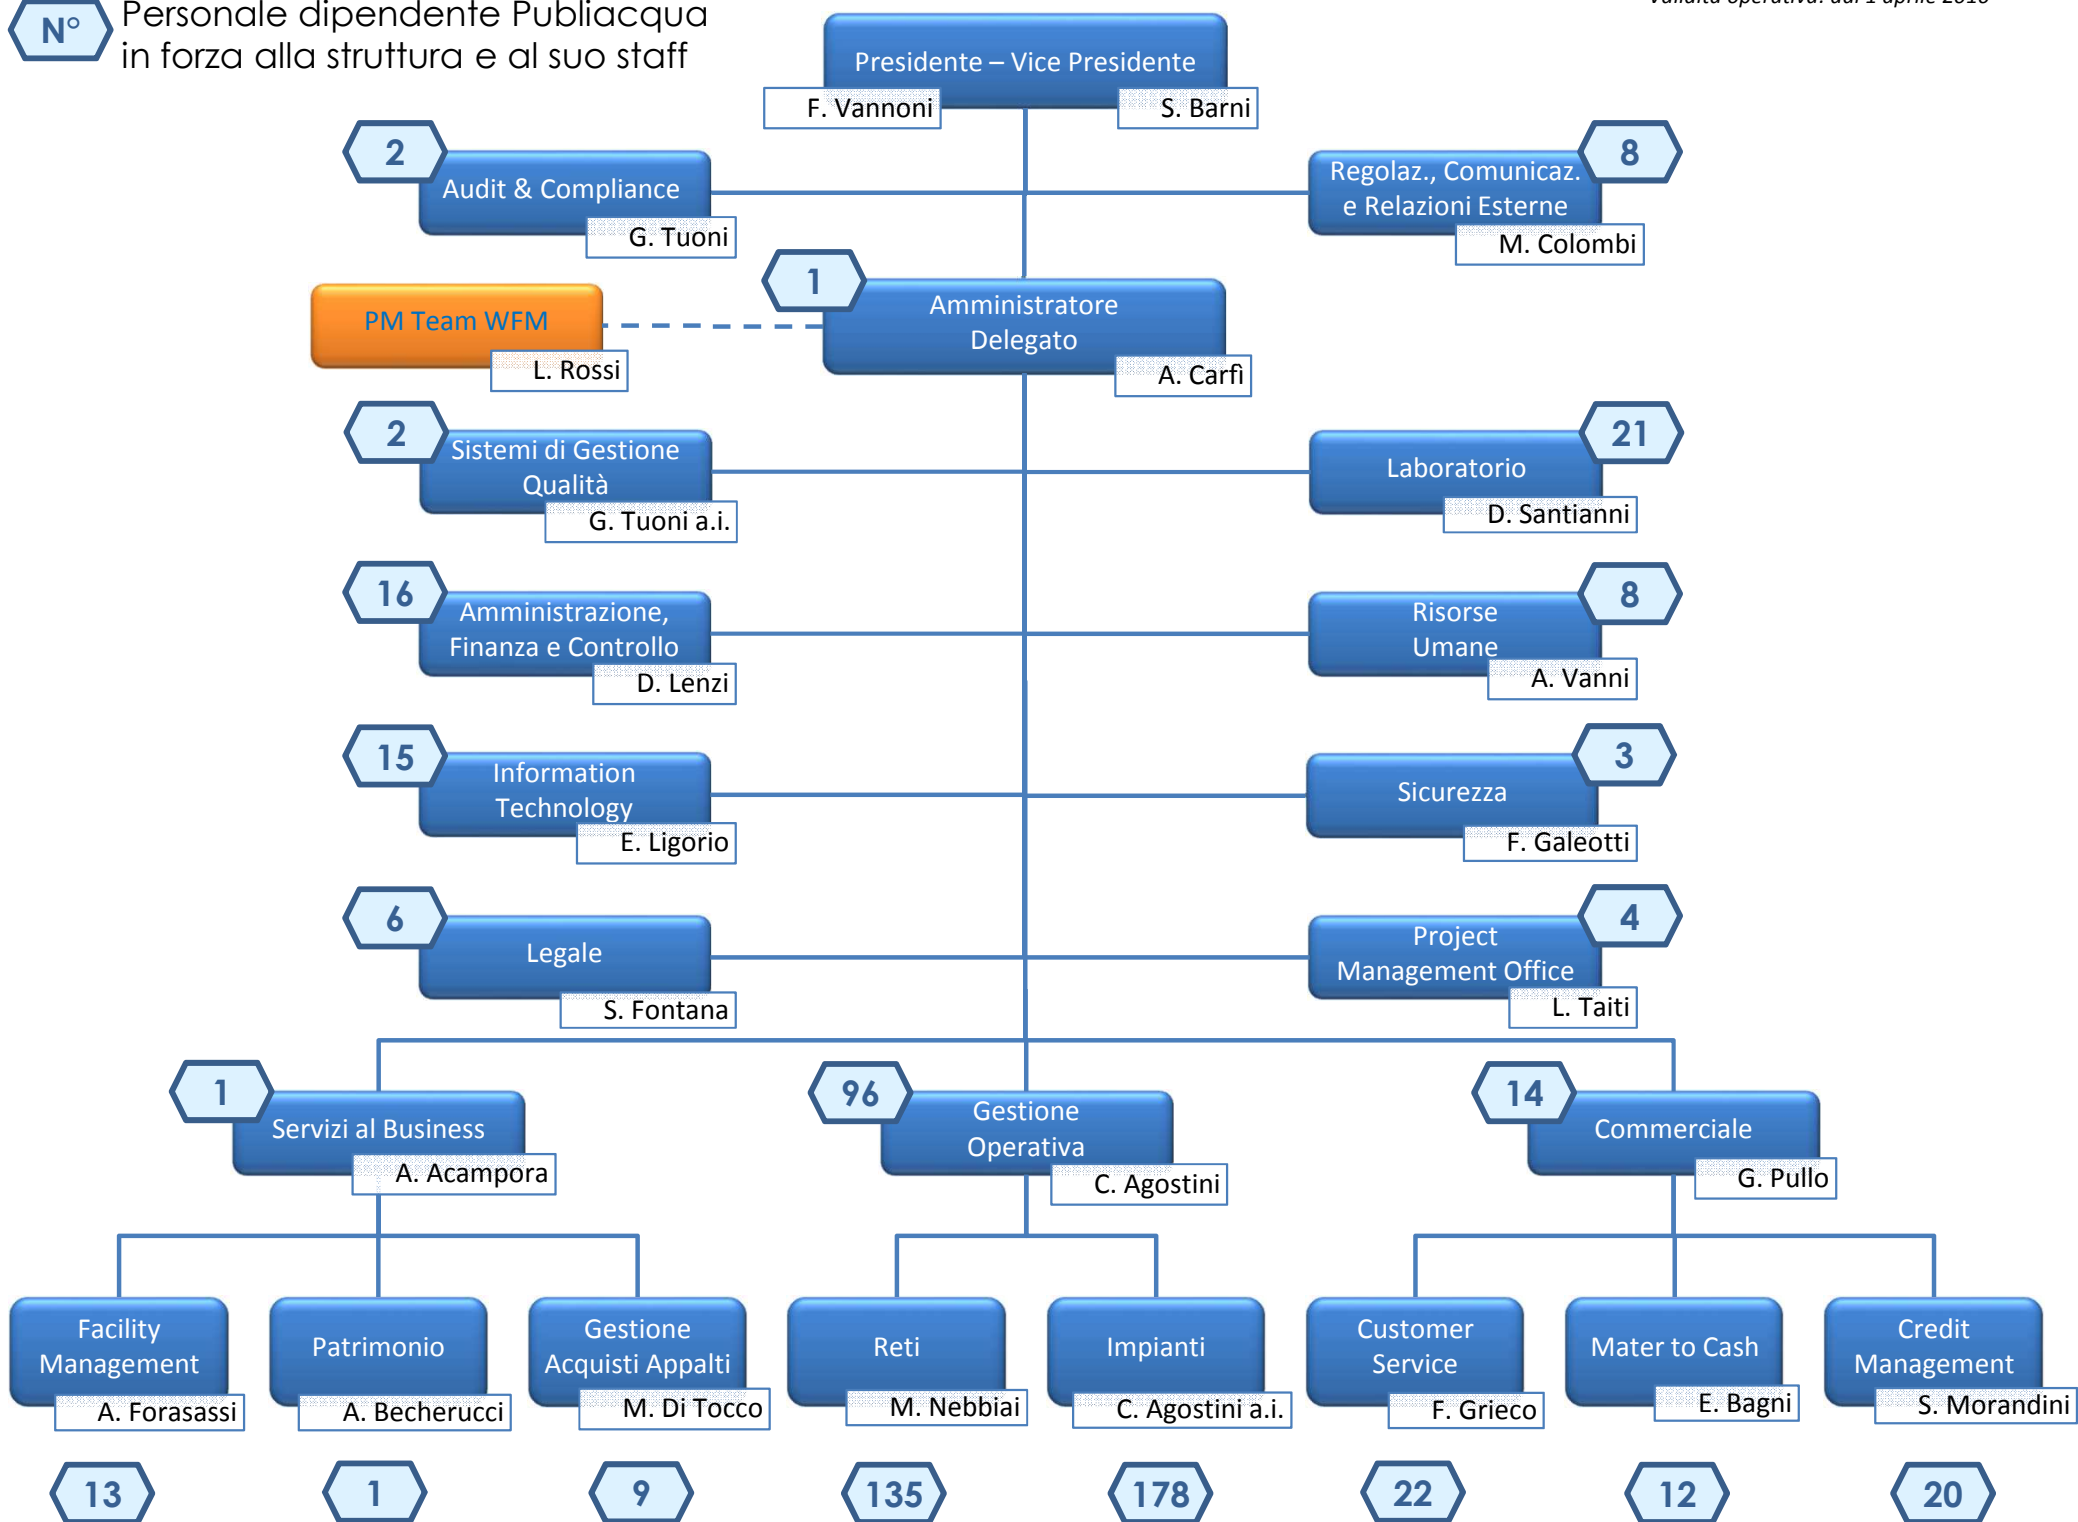 N°
Personale dipendente Publiacqua
in forza alla struttura e al suo staff
Presidente – Vice Presidente
F. Vannoni
S. Barni
2
Audit & Compliance
G. Tuoni
8
Regolaz., Comunicaz.
e Relazioni Esterne
M. Colombi
1
Amministratore
Delegato
A. Carfì
PM Team WFM
L. Rossi
2
Sistemi di Gestione
Qualità
G. Tuoni a.i.
21
Laboratorio
D. Santianni
16
Amministrazione,
Finanza e Controllo
D. Lenzi
8
Risorse
Umane
A. Vanni
15
Information
Technology
E. Ligorio
3
Sicurezza
F. Galeotti
6
Legale
S. Fontana
4
Project
Management Office
L. Taiti
1
Servizi al Business
A. Acampora
96
Gestione
Operativa
C. Agostini
14
Commerciale
G. Pullo
Facility
Management
A. Forasassi
Patrimonio
A. Becherucci
Gestione
Acquisti Appalti
M. Di Tocco
Reti
M. Nebbiai
Impianti
C. Agostini a.i.
Customer
Service
F. Grieco
Mater to Cash
E. Bagni
Credit
Management
S. Morandini
13
1
9
135
178
22
12
20